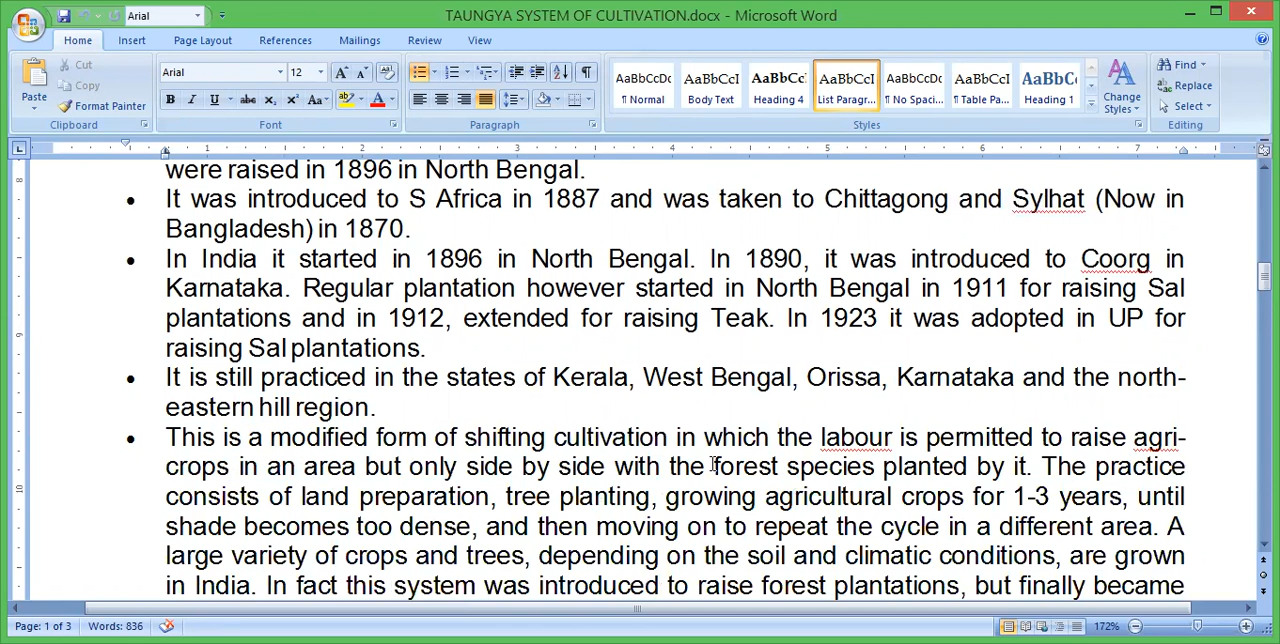 TAUNGYA SYSTEM OF CULTIVATION.docx - Microsoft Word
Arial
Home Insert Page Layout References Mailings Review View
Paste
Cut
Copy
Format Painter
Clipboard
Arial 12
B I U abc X₂ X² Aa
Font
Paragraph
AaBbCcDc AaBbCcI AaBbCc AaBbCcI AaBbCcDc AaBbCcI AaBbC
¶ Normal Body Text Heading 4 ¶ List Paragr... ¶ No Spaci... ¶ Table Pa... Heading 1
Change Styles
Styles
Find
Replace
Select
Editing
1 2 3 4 5 6 7
were raised in 1896 in North Bengal.
• It was introduced to S Africa in 1887 and was taken to Chittagong and Sylhat (Now in
Bangladesh) in 1870.
• In India it started in 1896 in North Bengal. In 1890, it was introduced to Coorg in
Karnataka. Regular plantation however started in North Bengal in 1911 for raising Sal
plantations and in 1912, extended for raising Teak. In 1923 it was adopted in UP for
raising Sal plantations.
• It is still practiced in the states of Kerala, West Bengal, Orissa, Karnataka and the north-
eastern hill region.
• This is a modified form of shifting cultivation in which the labour is permitted to raise agri-
crops in an area but only side by side with the forest species planted by it. The practice
consists of land preparation, tree planting, growing agricultural crops for 1-3 years, until
shade becomes too dense, and then moving on to repeat the cycle in a different area. A
large variety of crops and trees, depending on the soil and climatic conditions, are grown
in India. In fact this system was introduced to raise forest plantations, but finally became
Page: 1 of 3 Words: 836 172%